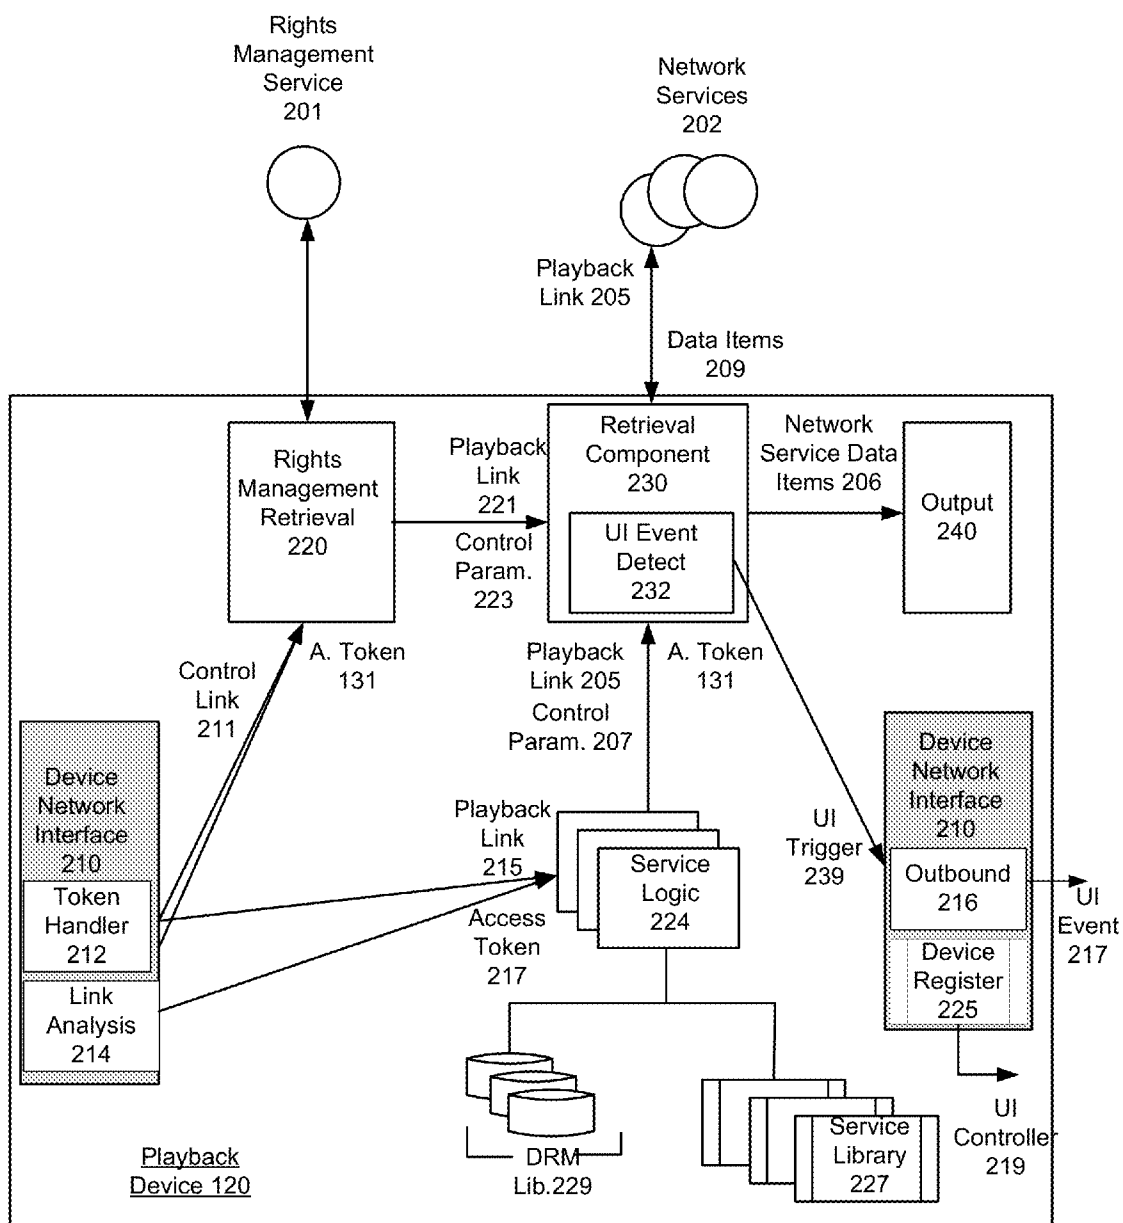 Rights
Management
Service
201
Network
Services
202
Playback
Link 205
Data Items
209
Rights
Management
Retrieval
220
Playback
Link
221
Control
Param.
223
Retrieval
Component
230
UI Event
Detect
232
Network
Service Data
Items 206
Output
240
Control
Link
211
A. Token
131
Playback
Link 205
Control
Param. 207
A. Token
131
Device
Network
Interface
210
Token
Handler
212
Link
Analysis
214
Playback
Link
215
Access
Token
217
Service
Logic
224
UI
Trigger
239
Device
Network
Interface
210
Outbound
216
Device
Register
225
UI
Event
217
UI
Controller
219
DRM
Lib.229
Service
Library
227
Playback
Device 120